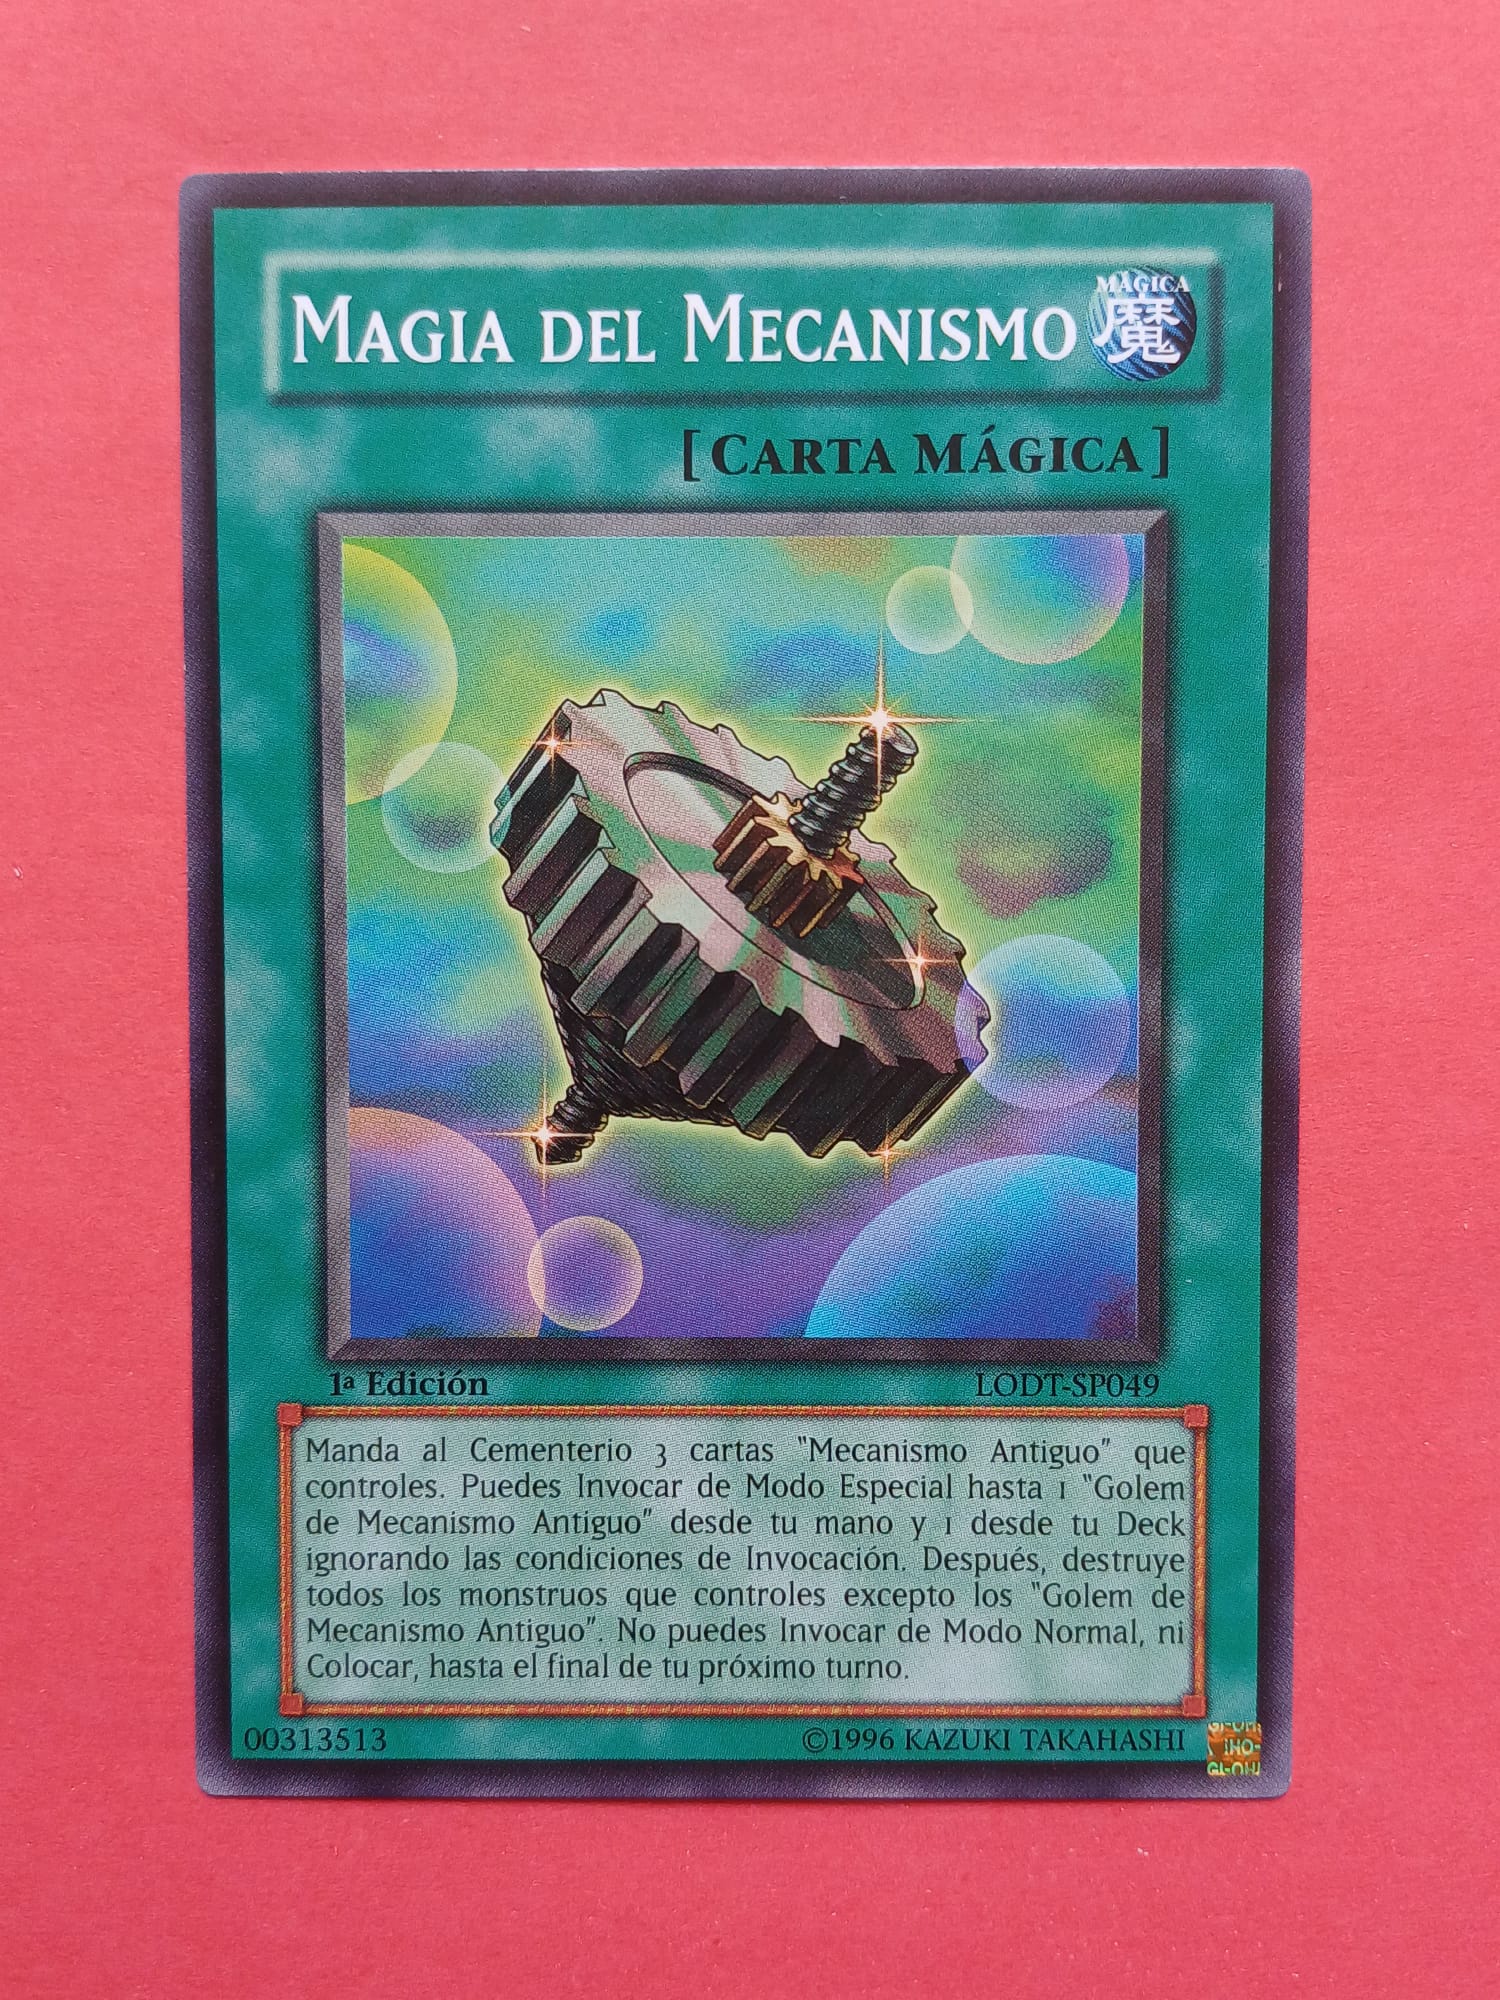 MAGIA DEL MECANISMO
MÁGICA
魔
[CARTA MÁGICA]
1ª Edición
LODT-SP049
Manda al Cementerio 3 cartas "Mecanismo Antiguo" que
controles. Puedes Invocar de Modo Especial hasta 1 "Golem
de Mecanismo Antiguo" desde tu mano y 1 desde tu Deck
ignorando las condiciones de Invocación. Después, destruye
todos los monstruos que controles excepto los "Golem de
Mecanismo Antiguo". No puedes Invocar de Modo Normal, ni
Colocar, hasta el final de tu próximo turno.
00313513
©1996 KAZUKI TAKAHASHI